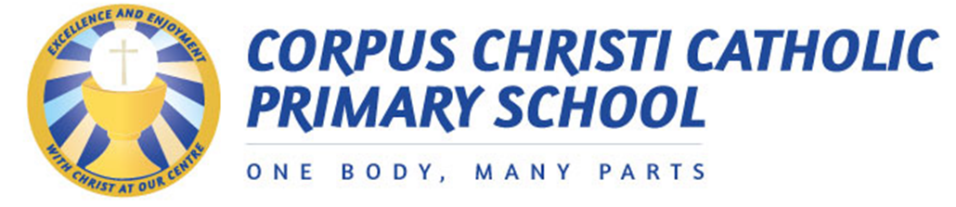 EXCELLENCE AND ENJOYMENT
WITH CHRIST AT OUR CENTRE
CORPUS CHRISTI CATHOLIC
PRIMARY SCHOOL
ONE BODY, MANY PARTS